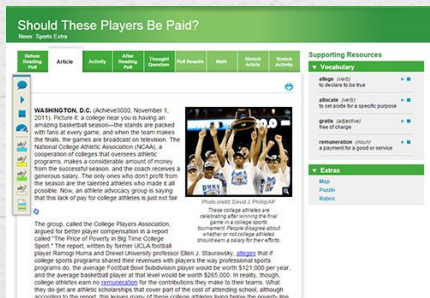 Should These Players Be Paid?
News: Sports Extra
Before Reading Poll
Article
Activity
After Reading Poll
Thought Question
Poll Results
Math
Stretch Article
Stretch Activity
WASHINGTON, D.C. (Achieve3000, November 1,
2011). Picture it: a college near you is having an
amazing basketball season—the stands are packed
with fans at every game, and when the team makes
the finals, the games are broadcast on television. The
National College Athletic Association (NCAA), a
cooperation of colleges that oversees athletic
programs, makes a considerable amount of money
from the successful season, and the coach receives a
generous salary. The only ones who don't profit from
the season are the talented athletes who made it all
possible. Now, an athlete advocacy group is saying
that this lack of pay for college athletes is just not fair
DUKE
Photo credit: David J. Phillip/AP
These college athletes are
celebrating after winning the final
game in a college sports
tournament. People disagree about
whether or not college athletes
should earn a salary for their efforts.
The group, called the College Players Association,
argued for better player compensation in a report
called "The Price of Poverty in Big Time College
Sport." The report, written by former UCLA football
player Ramogi Huma and Drexel University professor Ellen J. Staurowsky, alleges that if
college sports programs shared their revenues with players the way professional sports
programs do, the average Football Bowl Subdivision player would be worth $121,000 per year,
and the average basketball player at that level would be worth $265,000. In reality, though,
college athletes earn no remuneration for the contributions they make to their teams. What
they do get are athletic scholarships that cover part of the cost of attending school, although
according to the report, this leaves many of these college athletes living below the poverty line
Supporting Resources
Vocabulary
allege (verb)
to declare to be true
allocate (verb)
to set aside for a specific purpose
gratis (adjective)
free of charge
remuneration (noun)
a payment for a good or service
Extras
Map
Puzzle
Rubric